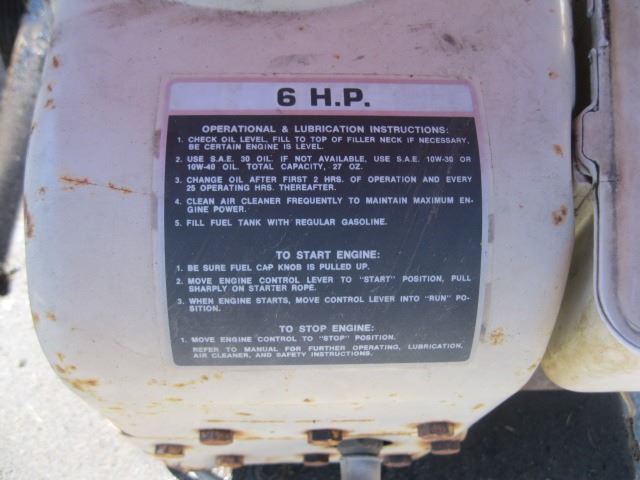 6 H.P.
OPERATIONAL & LUBRICATION INSTRUCTIONS:
1. CHECK OIL LEVEL, FILL TO TOP OF FILLER NECK IF NECESSARY,
BE CERTAIN ENGINE IS LEVEL.
2. USE S.A.E. 30 OIL. IF NOT AVAILABLE, USE S.A.E. 10W-30 OR
10W-40 OIL. TOTAL CAPACITY, 27 OZ.
3. CHANGE OIL AFTER FIRST 2 HRS. OF OPERATION AND EVERY
25 OPERATING HRS. THEREAFTER.
4. CLEAN AIR CLEANER FREQUENTLY TO MAINTAIN MAXIMUM EN-
GINE POWER.
5. FILL FUEL TANK WITH REGULAR GASOLINE.
TO START ENGINE:
1. BE SURE FUEL CAP KNOB IS PULLED UP.
2. MOVE ENGINE CONTROL LEVER TO "START" POSITION, PULL
SHARPLY ON STARTER ROPE.
3. WHEN ENGINE STARTS, MOVE CONTROL LEVER INTO "RUN" PO-
SITION.
TO STOP ENGINE:
1. MOVE ENGINE CONTROL TO "STOP" POSITION.
REFER TO MANUAL FOR FURTHER OPERATING, LUBRICATION,
AIR CLEANER, AND SAFETY INSTRUCTIONS.